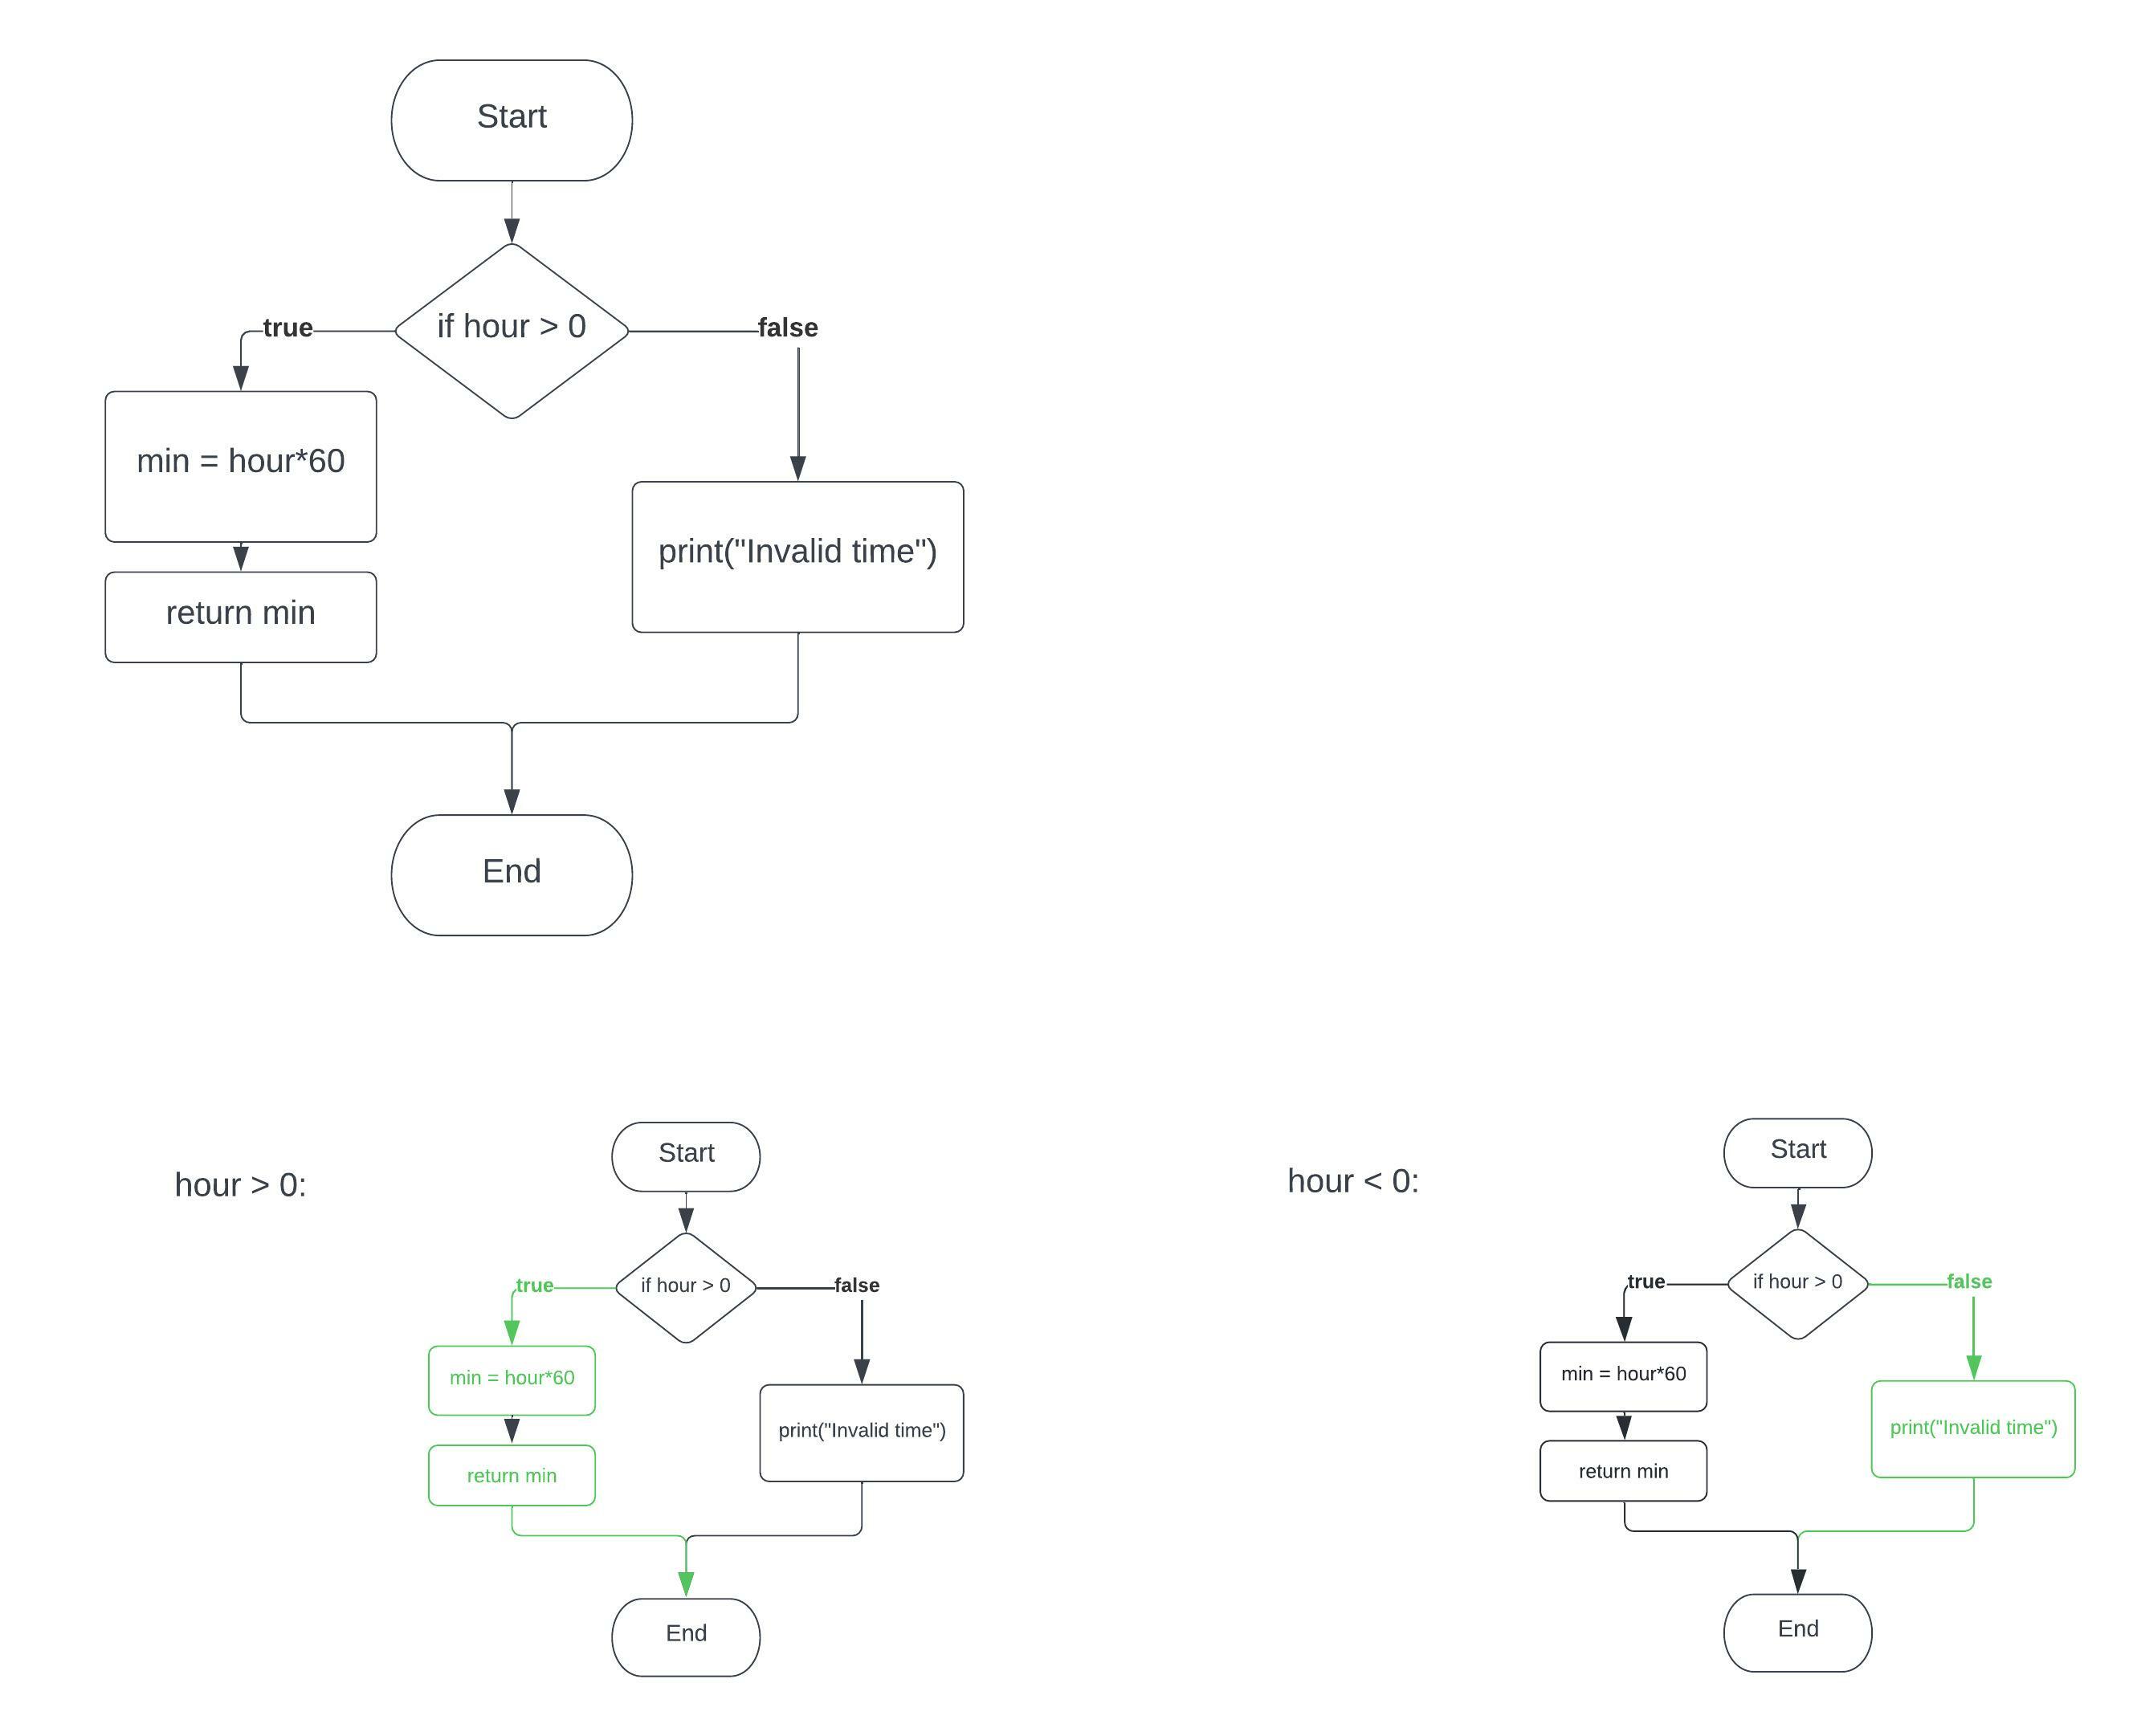 Start
if hour > 0
true
false
min = hour*60
print("Invalid time")
return min
End
hour > 0:
Start
if hour > 0
true
false
min = hour*60
print("Invalid time")
return min
End
hour < 0:
Start
if hour > 0
true
false
min = hour*60
print("Invalid time")
return min
End